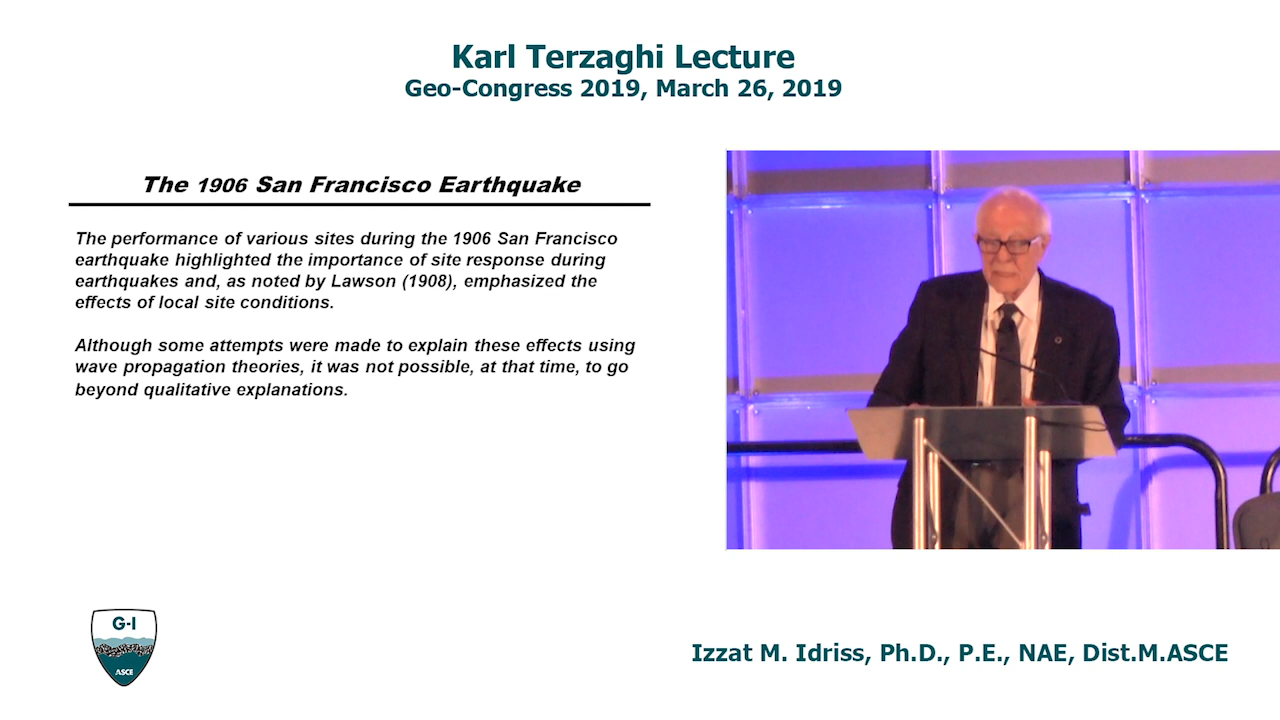 Karl Terzaghi Lecture
Geo-Congress 2019, March 26, 2019
The 1906 San Francisco Earthquake
The performance of various sites during the 1906 San Francisco
earthquake highlighted the importance of site response during
earthquakes and, as noted by Lawson (1908), emphasized the
effects of local site conditions.
Although some attempts were made to explain these effects using
wave propagation theories, it was not possible, at that time, to go
beyond qualitative explanations.
G-I
ASCE
Izzat M. Idriss, Ph.D., P.E., NAE, Dist.M.ASCE